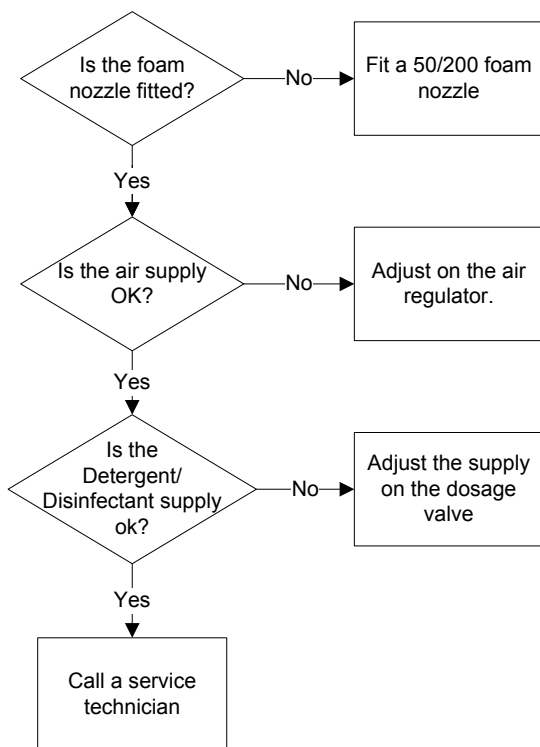 Is the foam
nozzle fitted?
No
Fit a 50/200 foam
nozzle
Yes
Is the air supply
OK?
No
Adjust on the air
regulator.
Yes
Is the
Detergent/
Disinfectant supply
ok?
No
Adjust the supply
on the dosage
valve
Yes
Call a service
technician